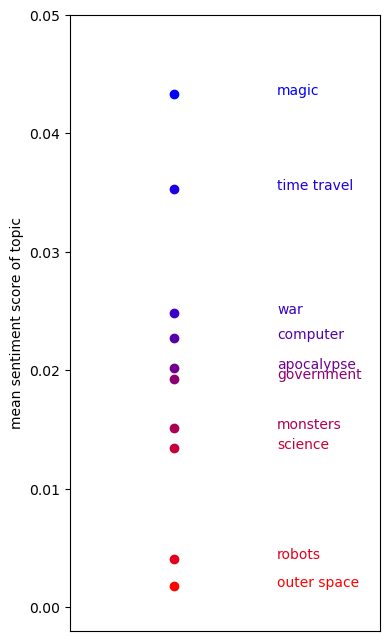 0.05
0.04
0.03
0.02
0.01
0.00
mean sentiment score of topic
magic
time travel
war
computer
apocalypse
government
monsters
science
robots
outer space